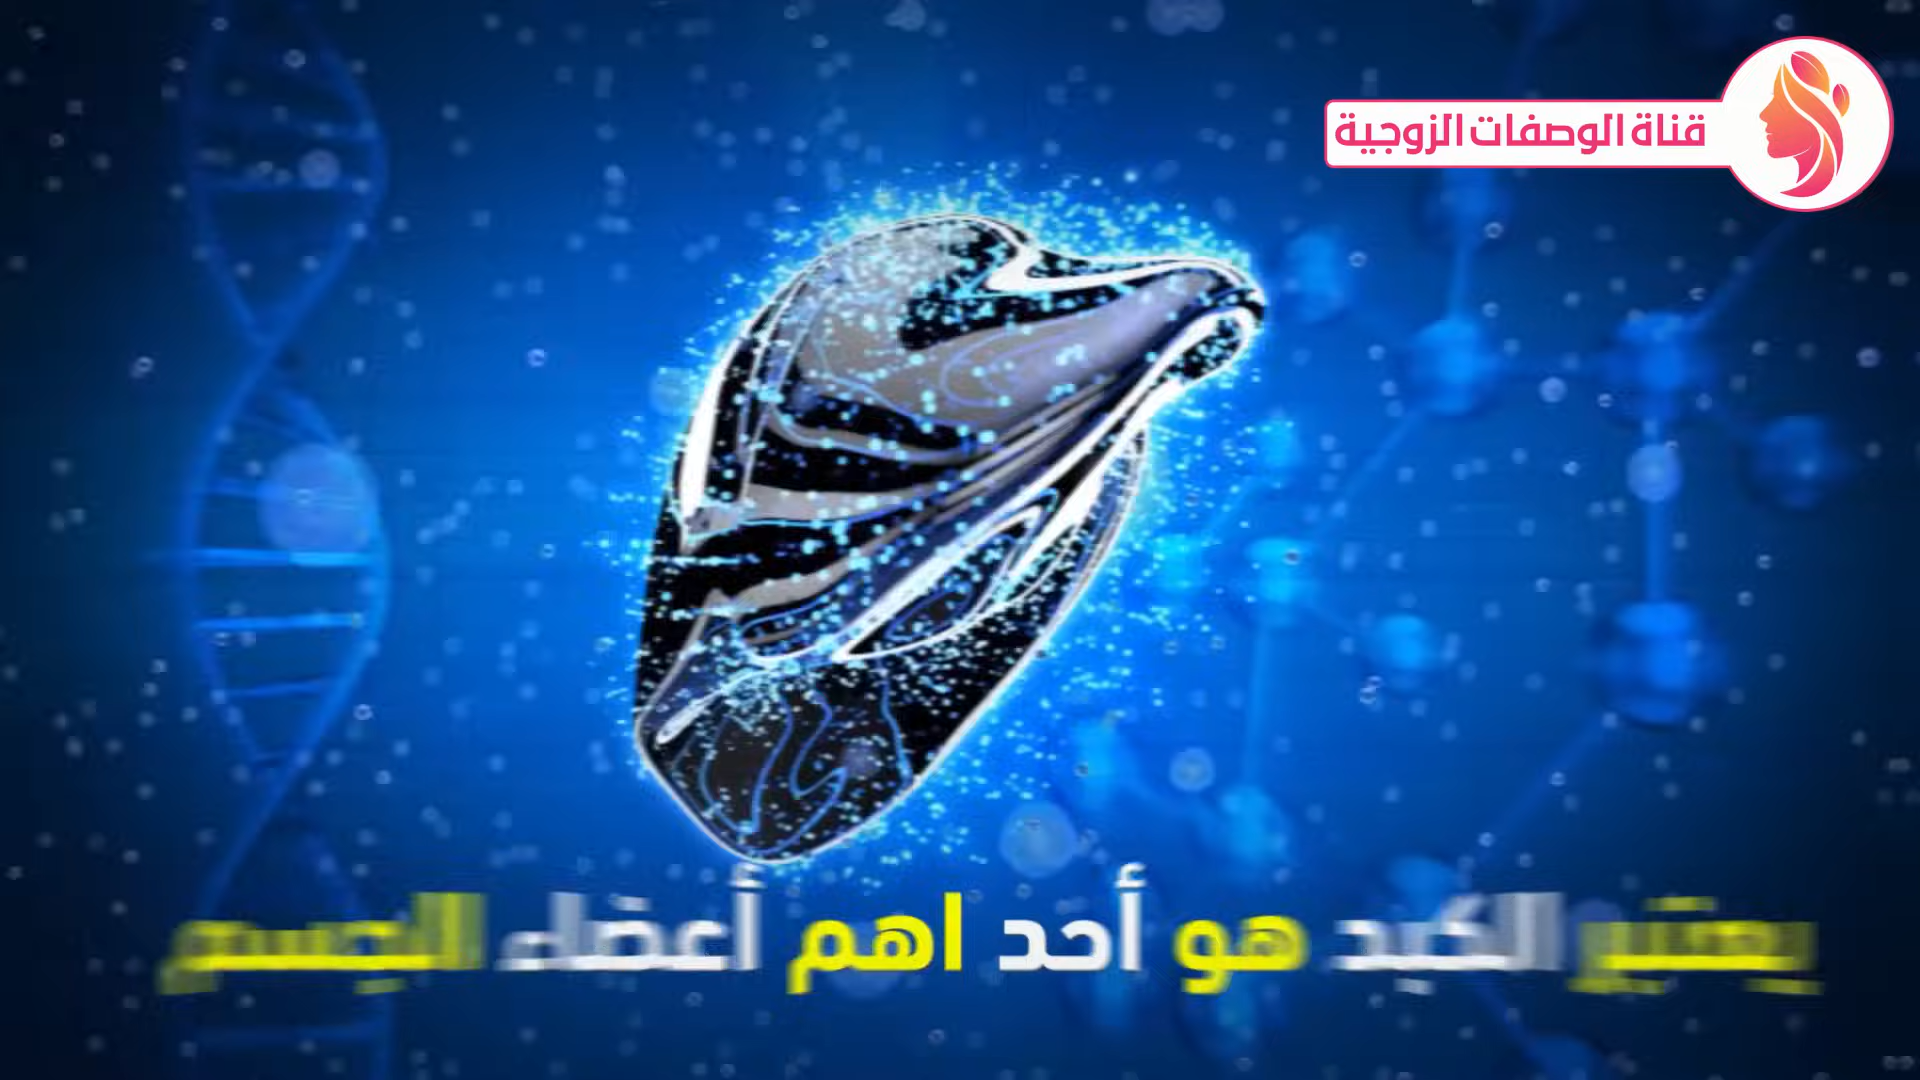 قناة الوصفات الزوجية
يعتبر الكبد هو أحد اهم أعضاء الجسم